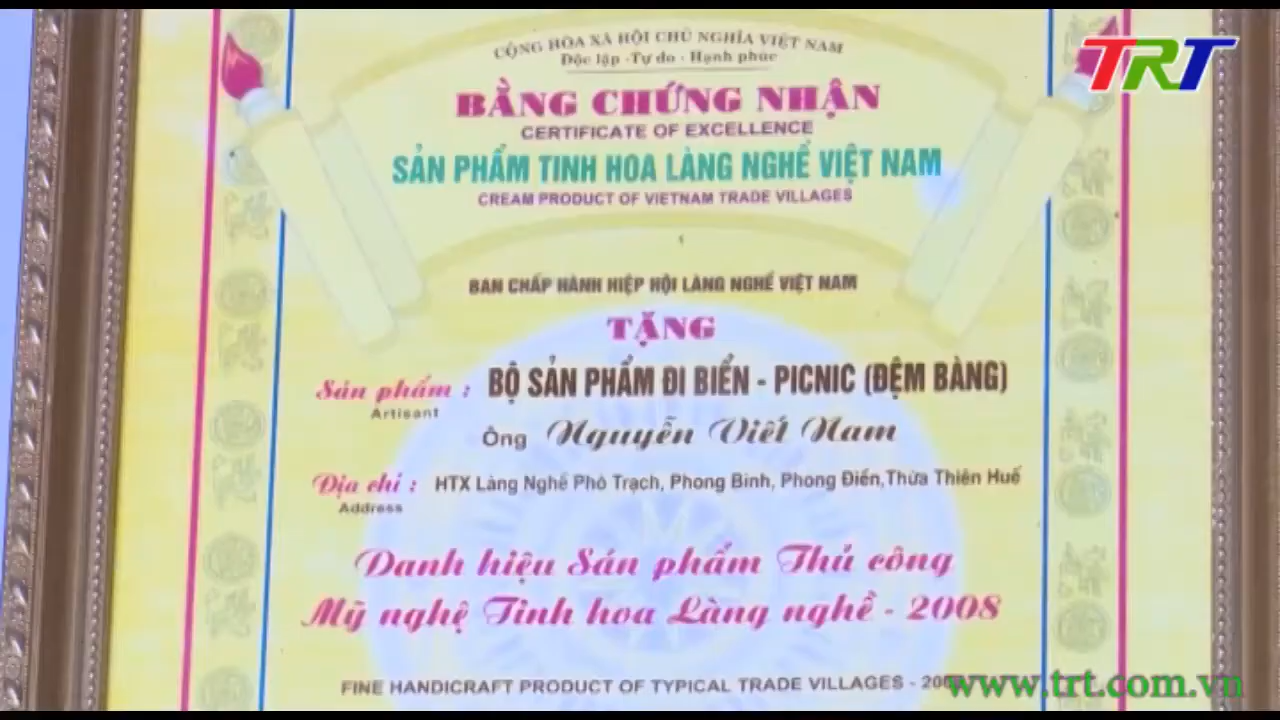 TRT
CỘNG HÒA XÃ HỘI CHỦ NGHĨA VIỆT NAM
Độc lập - Tự do - Hạnh phúc
BẰNG CHỨNG NHẬN
CERTIFICATE OF EXCELLENCE
SẢN PHẨM TINH HOA LÀNG NGHỀ VIỆT NAM
CREAM PRODUCT OF VIETNAM TRADE VILLAGES
BAN CHẤP HÀNH HIỆP HỘI LÀNG NGHỀ VIỆT NAM
TẶNG
Sản phẩm : BỘ SẢN PHẨM ĐI BIỂN - PICNIC (ĐỆM BÀNG)
Artisant
Ông Nguyễn Viết Nam
Địa chỉ : HTX Làng Nghề Phò Trạch, Phong Bình, Phong Điền,Thừa Thiên Huế
Address
Danh hiệu Sản phẩm Thủ công
Mỹ nghệ Tinh hoa Làng nghề - 2008
FINE HANDICRAFT PRODUCT OF TYPICAL TRADE VILLAGES -
www.trt.com.vn